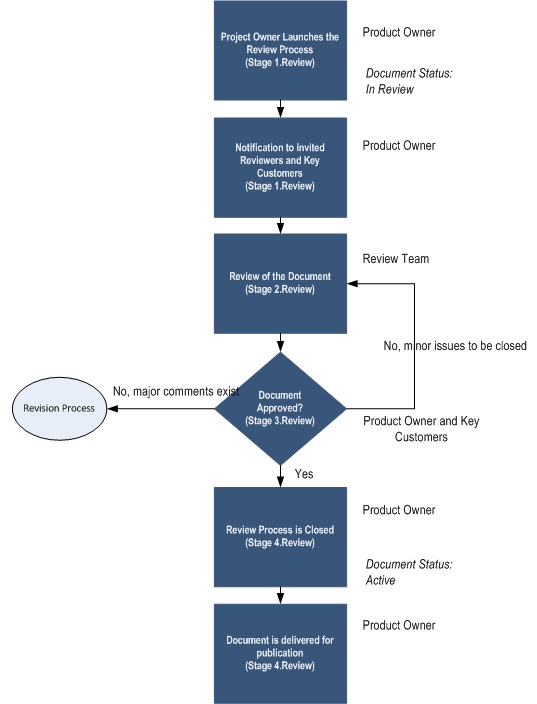 Project Owner Launches the
Review Process
(Stage 1.Review)
Product Owner
Document Status:
In Review
Notification to invited
Reviewers and Key
Customers
(Stage 1.Review)
Product Owner
Review of the Document
(Stage 2.Review)
Review Team
No, minor issues to be closed
No, major comments exist
Revision Process
Document
Approved?
(Stage 3.Review)
Product Owner and Key
Customers
Yes
Review Process is Closed
(Stage 4.Review)
Product Owner
Document Status:
Active
Document is delivered for
publication
(Stage 4.Review)
Product Owner